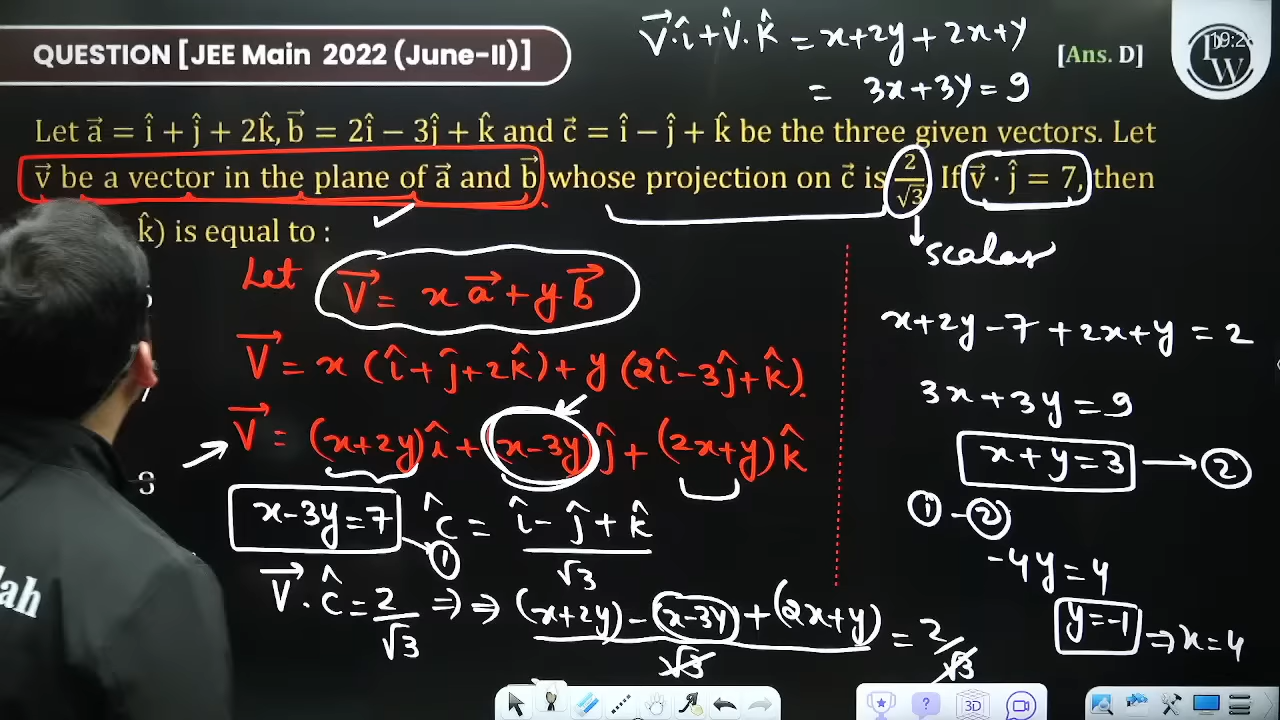 QUESTION [JEE Main 2022 (June-II)]
[Ans. D]
W
V⃗·î + V⃗·k̂ = x+2y + 2x+y
= 3x+3y = 9
Let a⃗ = î + ĵ + 2k̂, b⃗ = 2î − 3ĵ + k̂ and c⃗ = î − ĵ + k̂ be the three given vectors. Let
v⃗ be a vector in the plane of a⃗ and b⃗ whose projection on c⃗ is 2/√3. If v⃗ · ĵ = 7, then
k̂) is equal to :
Let V⃗ = x a⃗ + y b⃗
V⃗ = x (î + ĵ + 2k̂) + y (2î − 3ĵ + k̂).
V⃗ = (x+2y)î + (x−3y)ĵ + (2x+y)k̂
x−3y=7
①
ĉ = î − ĵ + k̂ / √3
V⃗ · ĉ = 2/√3 ⇒ ⇒ (x+2y) − (x−3y) + (2x+y) / √3 = 2/√3
scalar
x+2y−7+2x+y = 2
3x+3y=9
x+y=3 → ②
① − ②
−4y=4
y=−1 ⇒ x=4
7
lah
3D